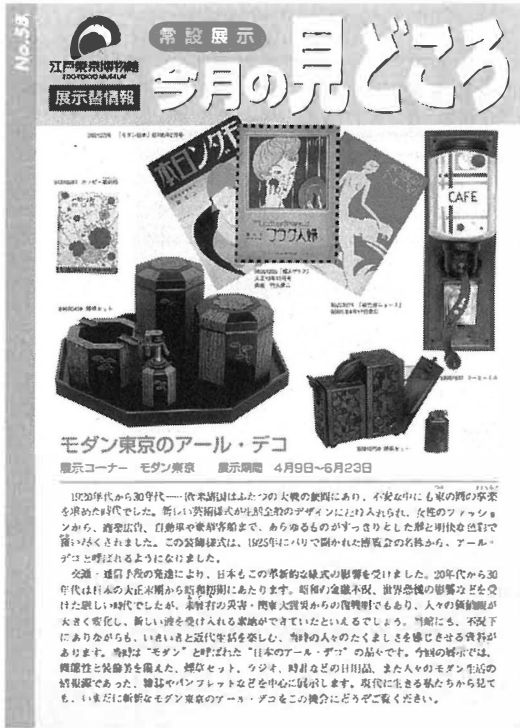 No.58
江戸東京博物館
EDO-TOKYO MUSEUM
展示替情報
常設展示
今月の見どころ
モダン日本
婦人グラフ
CAFE
モダン東京のアール・デコ
展示コーナー モダン東京 展示期間 4月9日~6月23日
1920年代から30年代――欧米諸国はふたつの大戦の狭間にあり、不安な中にも束の間の享楽
を求めた時代でした。新しい芸術様式が生活全般のデザインにとり入れられ、女性のファッショ
ンから、商業広告、自動車や豪華客船まで、あらゆるものがすっきりとした形と明快な色彩で
覆い尽くされました。この装飾様式は、1925年にパリで開かれた博覧会の名称から、アール・
デコと呼ばれるようになりました。
交通・通信手段の発達により、日本もこの革新的な様式の影響を受けました。20年代から30
年代は日本の大正末期から昭和初期にあたります。昭和の金融不況、世界恐慌の影響などを受
けた厳しい時代でしたが、未曾有の災害・関東大震災からの復興期でもあり、人々の価値観が
大きく変化し、新しい波を受け入れる素地ができていたといえるでしょう。当館にも、不況下
にありながらも、いきいきと近代生活を楽しむ、当時の人々のたくましさを感じさせる資料が
あります。当時は“モダン”と呼ばれた“日本のアール・デコ”の品々です。今回の展示では、
機能性と装飾美を備えた、煙草セット、ラジオ、時計などの日用品、また人々のモダン生活の
情報源であった、雑誌やパンフレットなどを中心に展示します。現代に生きる私たちから見て
も、いまだに斬新なモダン東京のアール・デコをこの機会にどうぞご覧ください。